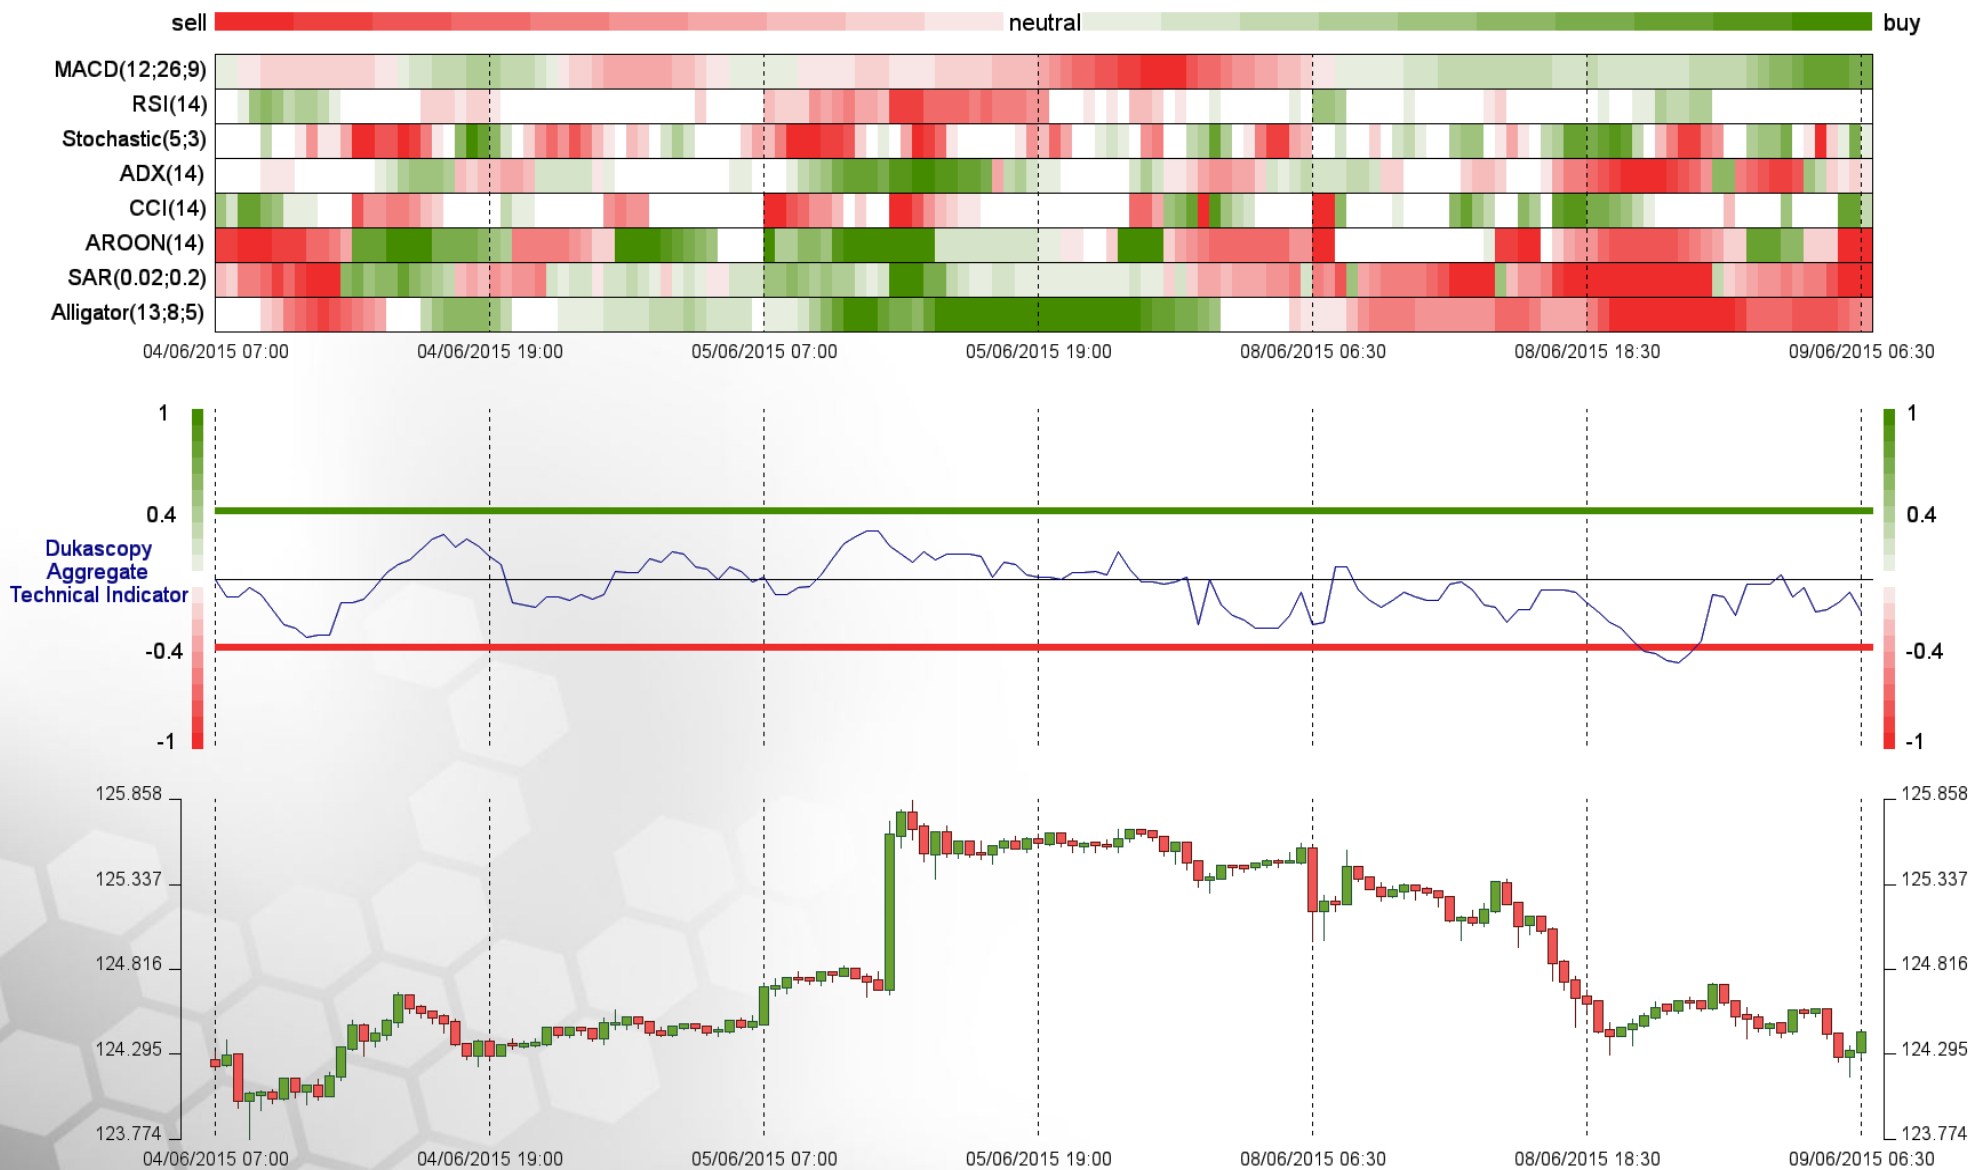 sell neutral buy
MACD(12;26;9)
RSI(14)
Stochastic(5;3)
ADX(14)
CCI(14)
AROON(14)
SAR(0.02;0.2)
Alligator(13;8;5)
04/06/2015 07:00 04/06/2015 19:00 05/06/2015 07:00 05/06/2015 19:00 08/06/2015 06:30 08/06/2015 18:30 09/06/2015 06:30
1 1
0.4 0.4
Dukascopy
Aggregate
Technical Indicator
-0.4 -0.4
-1 -1
125.858 125.858
125.337 125.337
124.816 124.816
124.295 124.295
123.774 123.774
04/06/2015 07:00 04/06/2015 19:00 05/06/2015 07:00 05/06/2015 19:00 08/06/2015 06:30 08/06/2015 18:30 09/06/2015 06:30